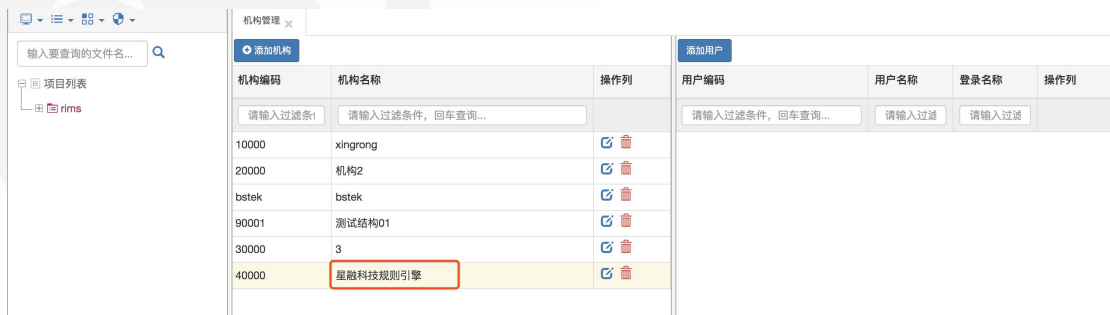 机构管理
输入要查询的文件名...
添加机构
添加用户
项目列表
机构编码 机构名称 操作列 用户编码 用户名称 登录名称 操作列
rims
请输入过滤条 请输入过滤条件，回车查询... 请输入过滤条件，回车查询... 请输入过滤 请输入过滤
10000 xingrong
20000 机构2
bstek bstek
90001 测试结构01
30000 3
40000 星融科技规则引擎